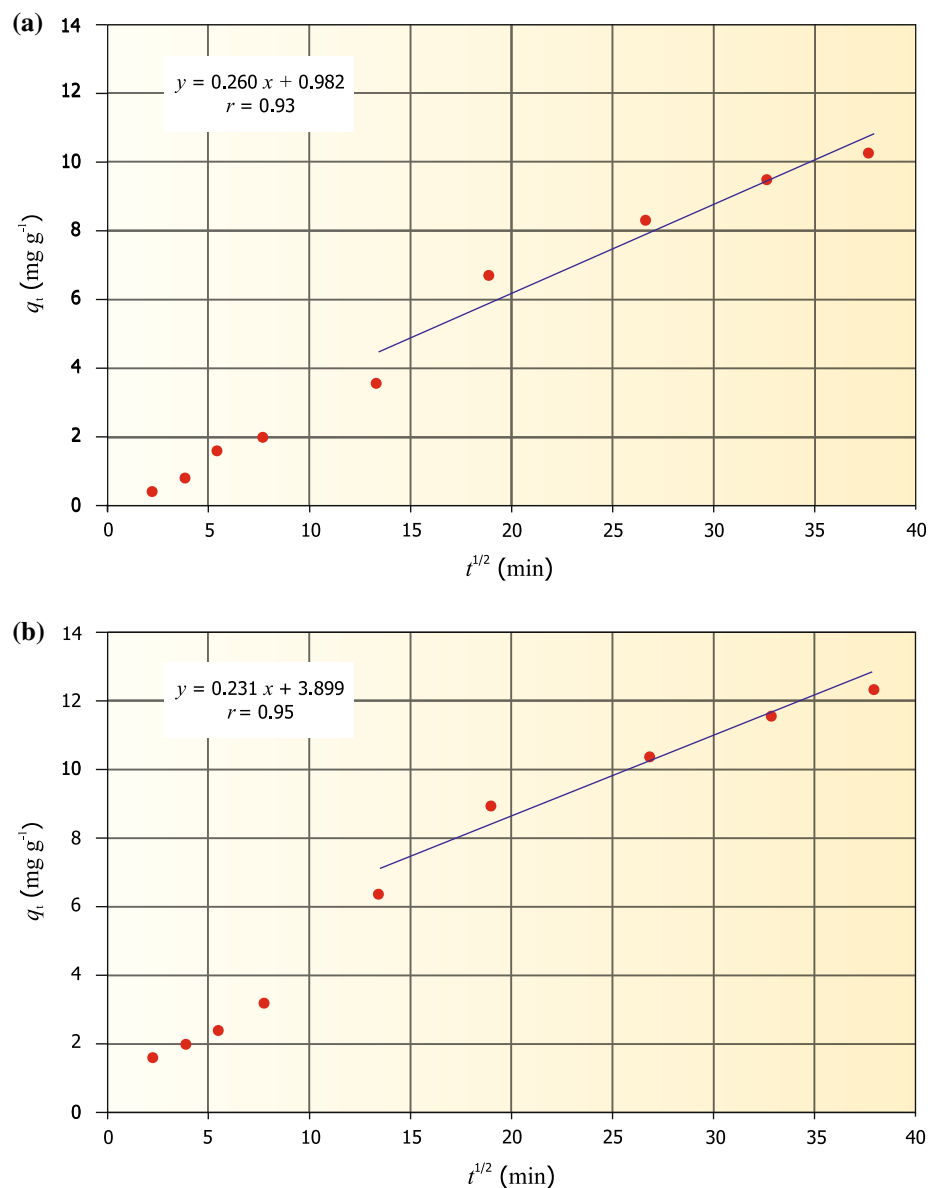 (a)
14
12
10
8
6
4
2
0
y = 0.260 x + 0.982
r = 0.93
qt (mg g-1)
0 5 10 15 20 25 30 35 40
t1/2 (min)
(b)
14
12
10
8
6
4
2
0
y = 0.231 x + 3.899
r = 0.95
qt (mg g-1)
0 5 10 15 20 25 30 35 40
t1/2 (min)